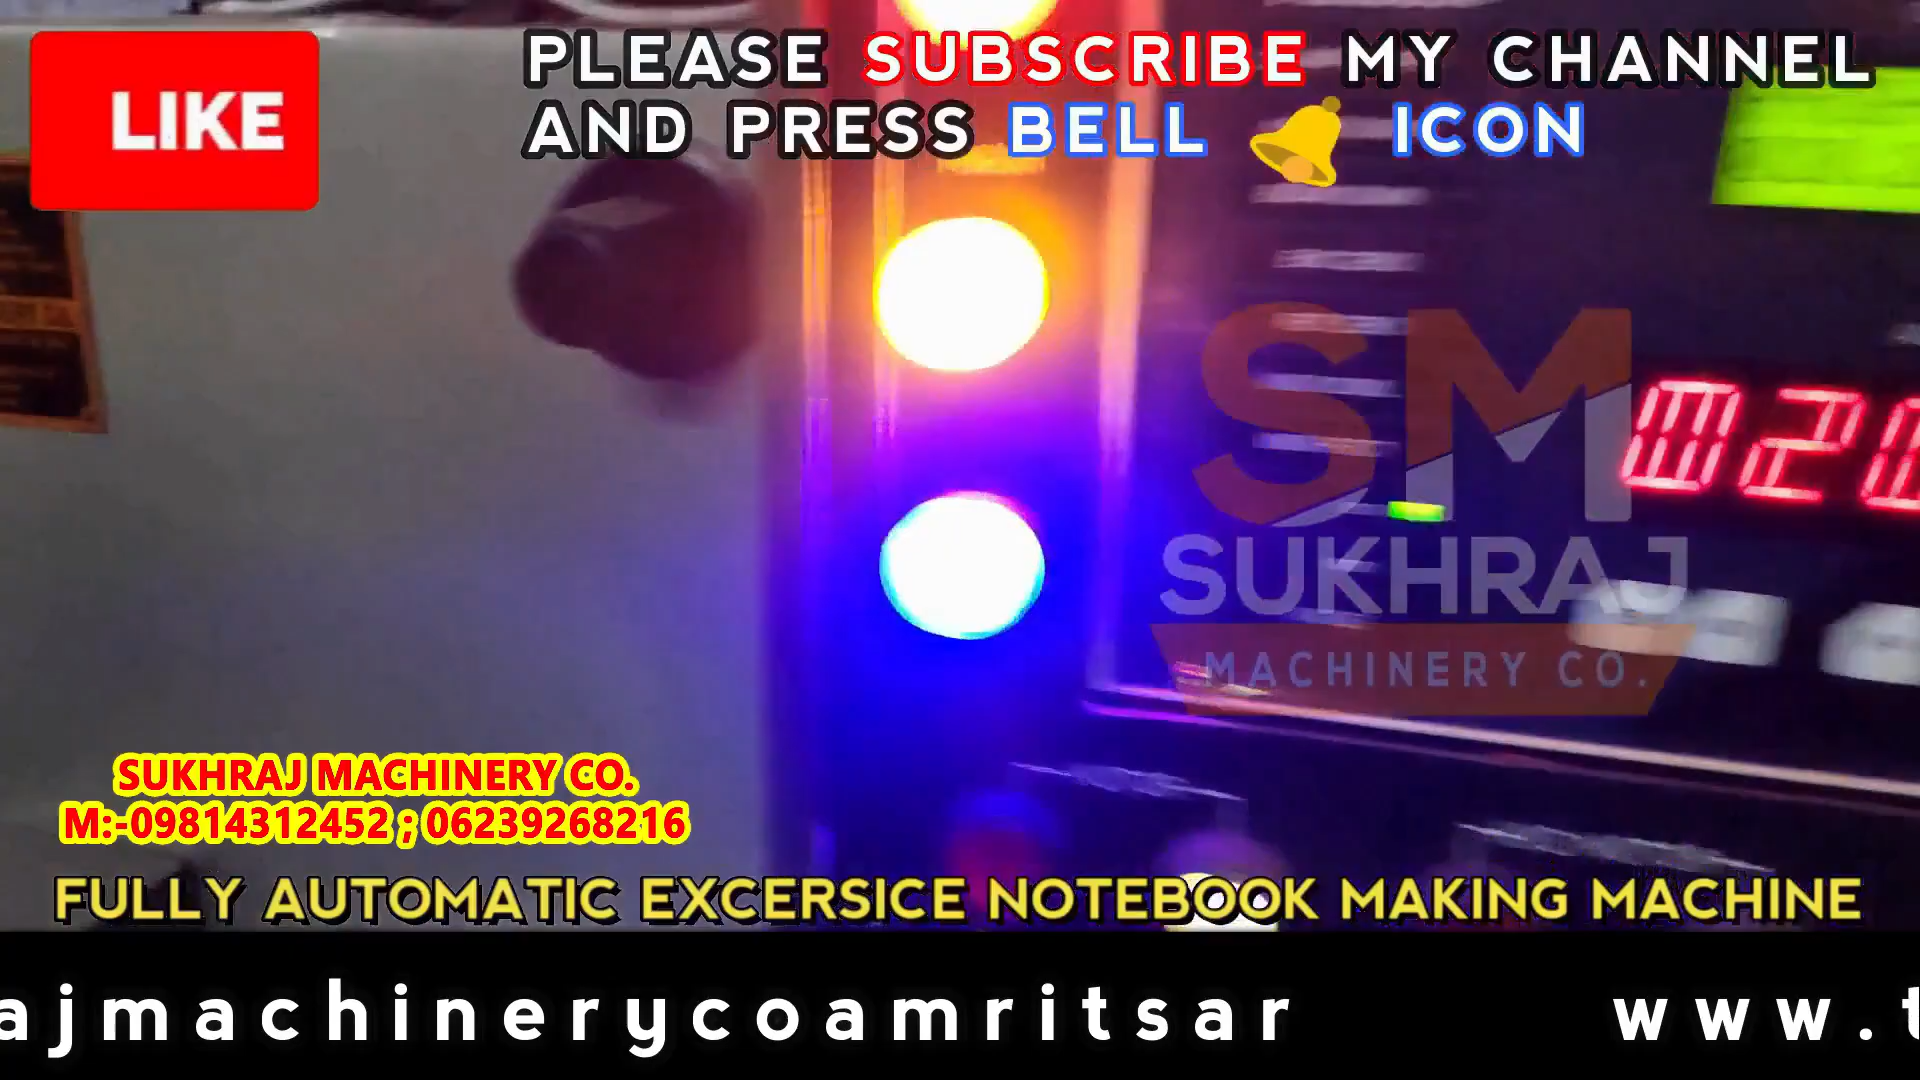 LIKE
PLEASE SUBSCRIBE MY CHANNEL
AND PRESS BELL 🔔 ICON
SM
SUKHRAJ
MACHINERY CO.
SUKHRAJ MACHINERY CO.
M:-09814312452 ; 06239268216
FULLY AUTOMATIC EXCERSICE NOTEBOOK MAKING MACHINE
ajmachinerycoamritsar www.t